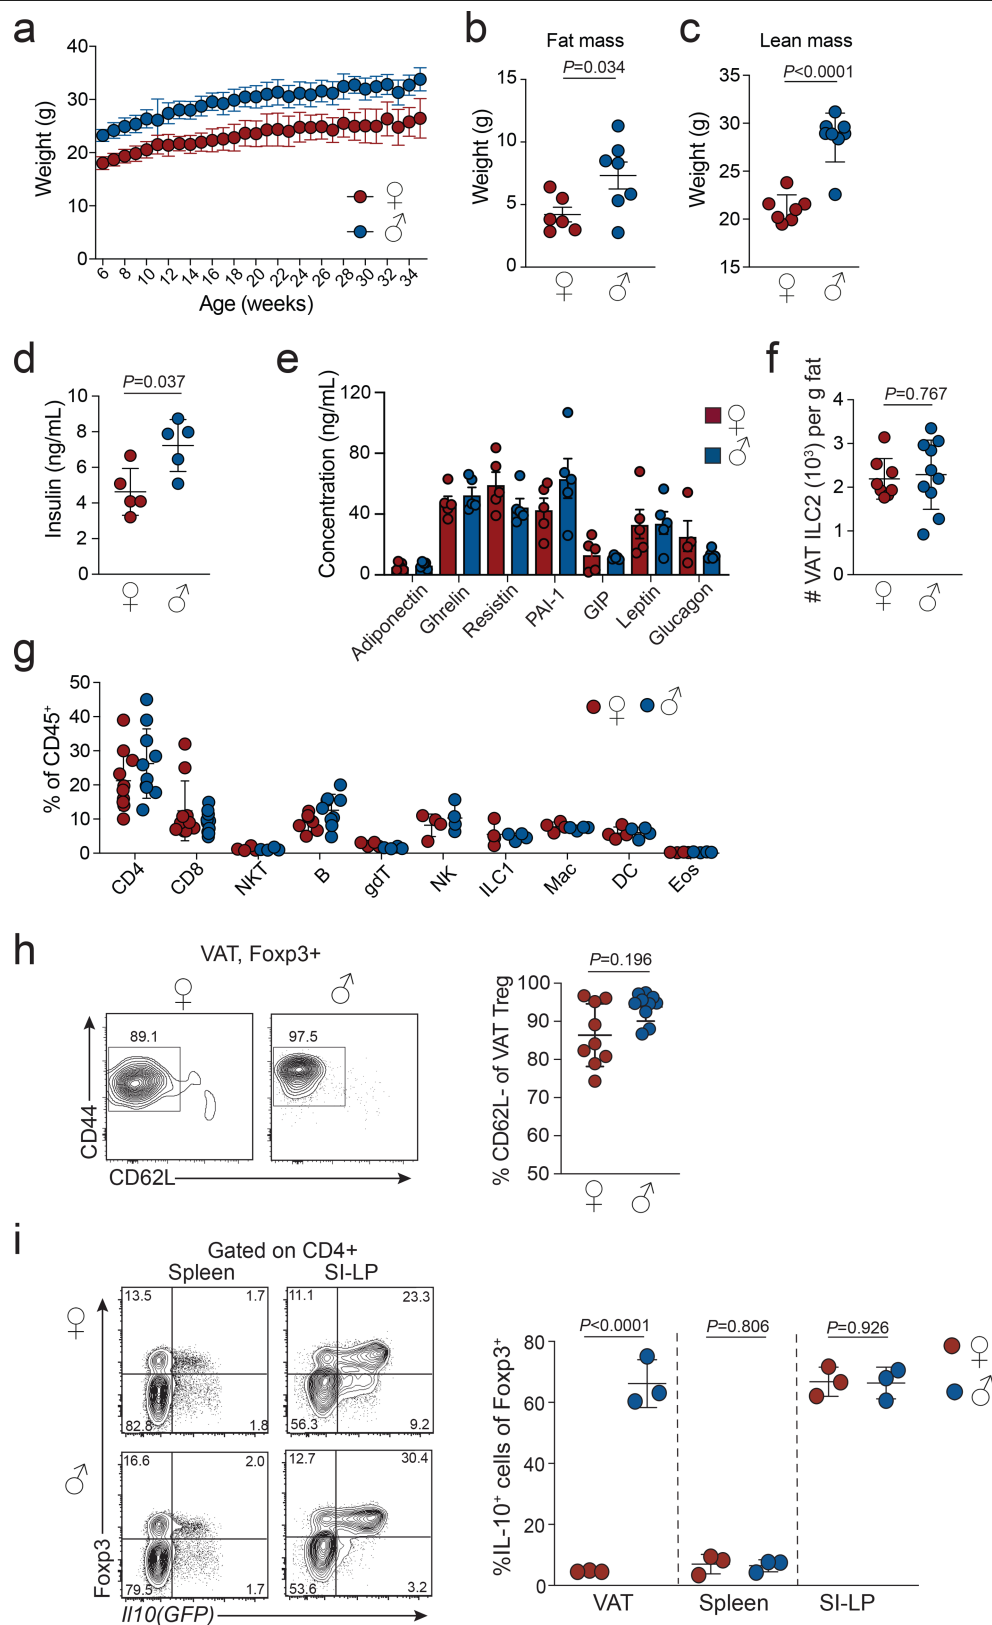 a
40
30
20
10
0
Weight (g)
♀
♂
6 8 10 12 14 16 18 20 22 24 26 28 30 32 34
Age (weeks)
b
Fat mass
P=0.034
15
10
5
0
Weight (g)
♀ ♂
c
Lean mass
P<0.0001
35
30
25
20
15
Weight (g)
♀ ♂
d
P=0.037
10
8
6
4
2
0
Insulin (ng/mL)
♀ ♂
e
120
80
40
0
Concentration (ng/mL)
♀
♂
Adiponectin Ghrelin Resistin PAI-1 GIP Leptin Glucagon
f
P=0.767
4
3
2
1
0
# VAT ILC2 (10³) per g fat
♀ ♂
g
50
40
30
20
10
0
% of CD45⁺
♀ ♂
CD4 CD8 NKT B gdT NK ILC1 Mac DC Eos
h
VAT, Foxp3+
♀ ♂
89.1 97.5
CD44
CD62L
P=0.196
100
90
80
70
60
50
% CD62L- of VAT Treg
♀ ♂
i
Gated on CD4+
Spleen SI-LP
♀
13.5 1.7 11.1 23.3
82.8 1.8 56.3 9.2
♂
16.6 2.0 12.7 30.4
79.5 1.7 53.6 3.2
Foxp3
Il10(GFP)
P<0.0001 P=0.806 P=0.926
80
60
40
20
0
%IL-10⁺ cells of Foxp3⁺
♀
♂
VAT Spleen SI-LP